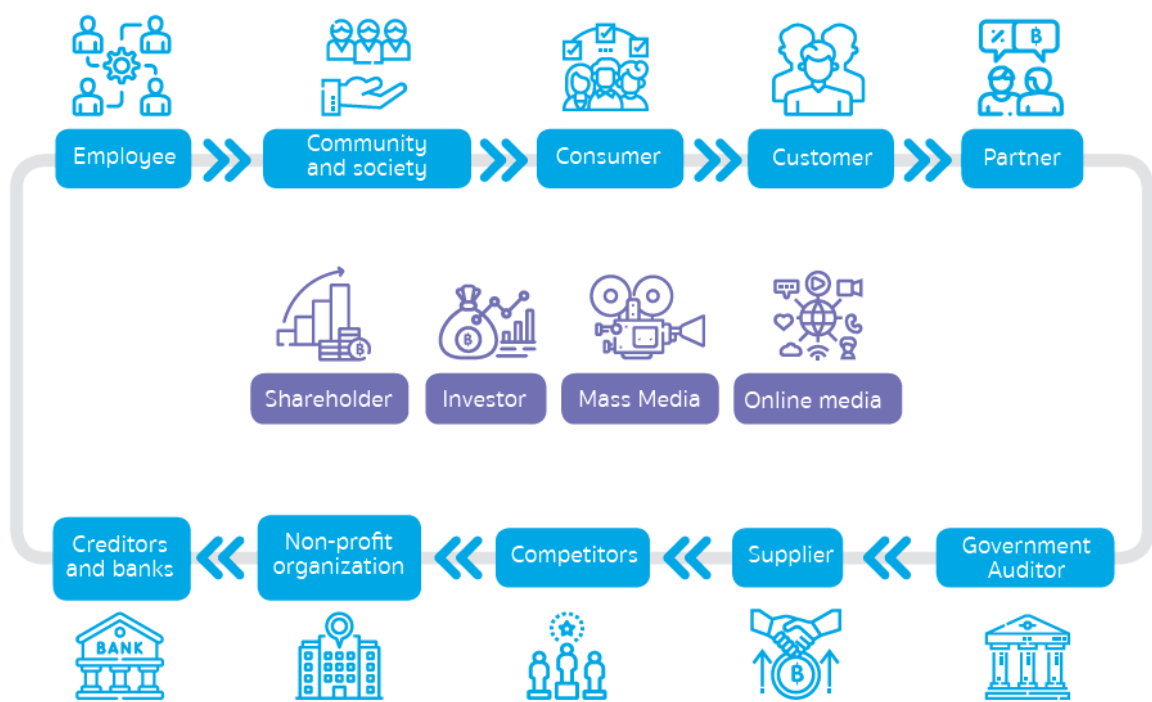 Employee
Community
and society
Consumer
Customer
Partner
Shareholder
Investor
Mass Media
Online media
Creditors
and banks
Non-profit
organization
Competitors
Supplier
Government
Auditor
BANK